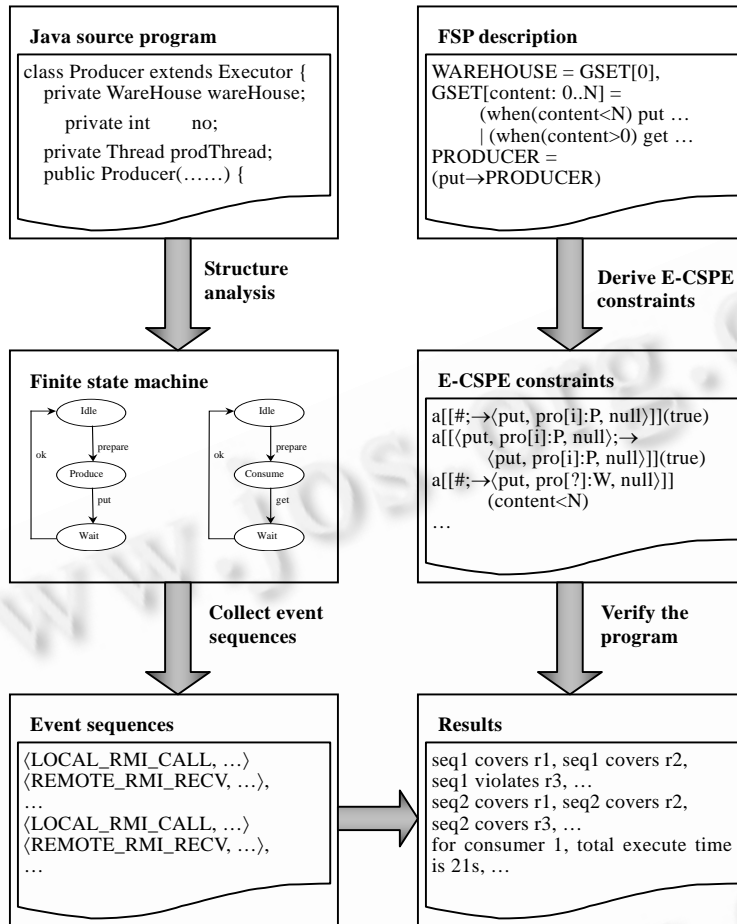 Java source program
class Producer extends Executor {
private WareHouse wareHouse;
private int no;
private Thread prodThread;
public Producer(……) {
Structure
analysis
Finite state machine
Idle
ok
prepare
Produce
put
Wait
Idle
ok
prepare
Consume
get
Wait
Collect event
sequences
Event sequences
⟨LOCAL_RMI_CALL, …⟩
⟨REMOTE_RMI_RECV, …⟩,
…
⟨LOCAL_RMI_CALL, …⟩
⟨REMOTE_RMI_RECV, …⟩,
…
FSP description
WAREHOUSE = GSET[0],
GSET[content: 0..N] =
(when(content<N) put …
| (when(content>0) get …
PRODUCER =
(put→PRODUCER)
Derive E-CSPE
constraints
E-CSPE constraints
a[[#;→⟨put, pro[i]:P, null⟩]](true)
a[[⟨put, pro[i]:P, null⟩;→
⟨put, pro[i]:P, null⟩]](true)
a[[#;→⟨put, pro[?]:W, null⟩]]
(content<N)
…
Verify the
program
Results
seq1 covers r1, seq1 covers r2,
seq1 violates r3, …
seq2 covers r1, seq2 covers r2,
seq2 covers r3, …
for consumer 1, total execute time
is 21s, …